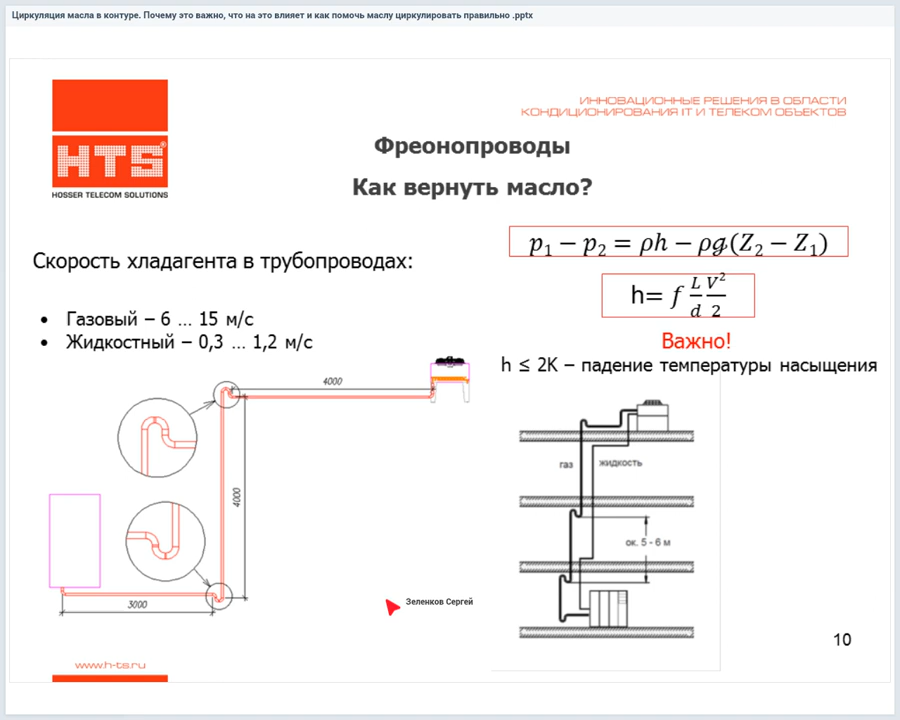 Циркуляция масла в контуре. Почему это важно, что на это влияет и как помочь маслу циркулировать правильно .pptx
ИННОВАЦИОННЫЕ РЕШЕНИЯ В ОБЛАСТИ
КОНДИЦИОНИРОВАНИЯ IT И ТЕЛЕКОМ ОБЪЕКТОВ
HTS®
HOSSER TELECOM SOLUTIONS
Фреонопроводы
Как вернуть масло?
Скорость хладагента в трубопроводах:
• Газовый – 6 ... 15 м/с
• Жидкостный – 0,3 ... 1,2 м/с
p₁ − p₂ = ρh − ρg(Z₂ − Z₁)
h= f L/d V²/2
Важно!
h ≤ 2K – падение температуры насыщения
4000
4000
3000
газ
жидкость
ок. 5 - 6 м
Зеленков Сергей
10
www.h-ts.ru